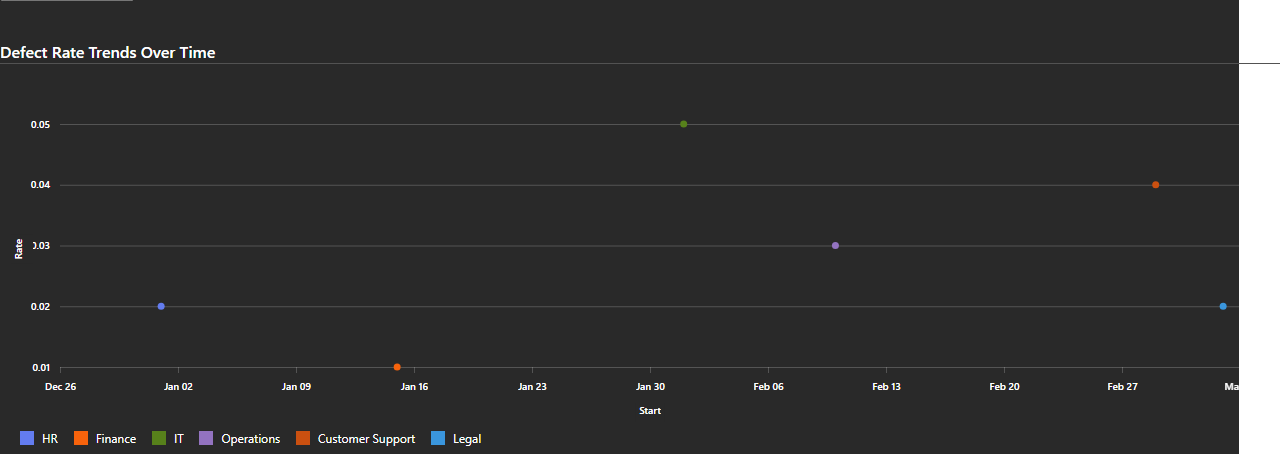 Defect Rate Trends Over Time
0.05
0.04
0.03
0.02
0.01
Rate
Dec 26 Jan 02 Jan 09 Jan 16 Jan 23 Jan 30 Feb 06 Feb 13 Feb 20 Feb 27 Ma
Start
HR Finance IT Operations Customer Support Legal